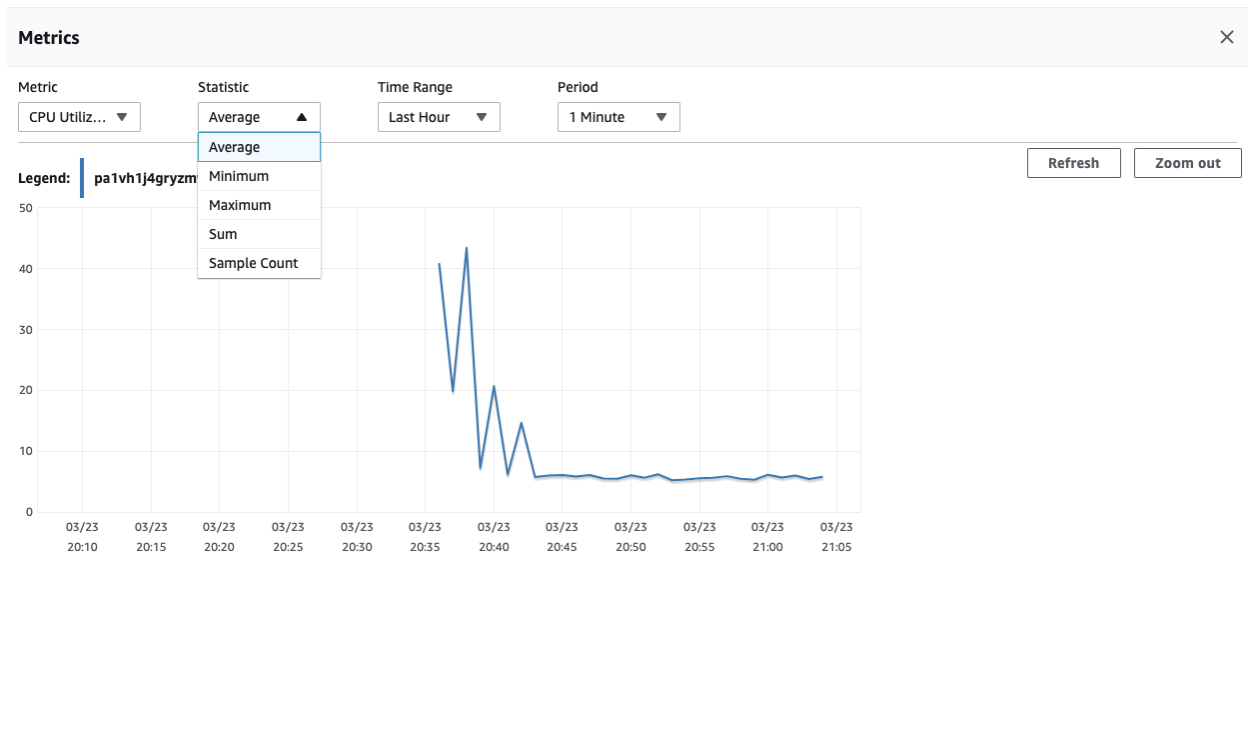 Metrics
Metric Statistic Time Range Period
CPU Utiliz... Average Last Hour 1 Minute
Average
Minimum
Maximum
Sum
Sample Count
Refresh Zoom out
Legend:
50
40
30
20
10
0
03/23 03/23 03/23 03/23 03/23 03/23 03/23 03/23 03/23 03/23 03/23 03/23
20:10 20:15 20:20 20:25 20:30 20:35 20:40 20:45 20:50 20:55 21:00 21:05